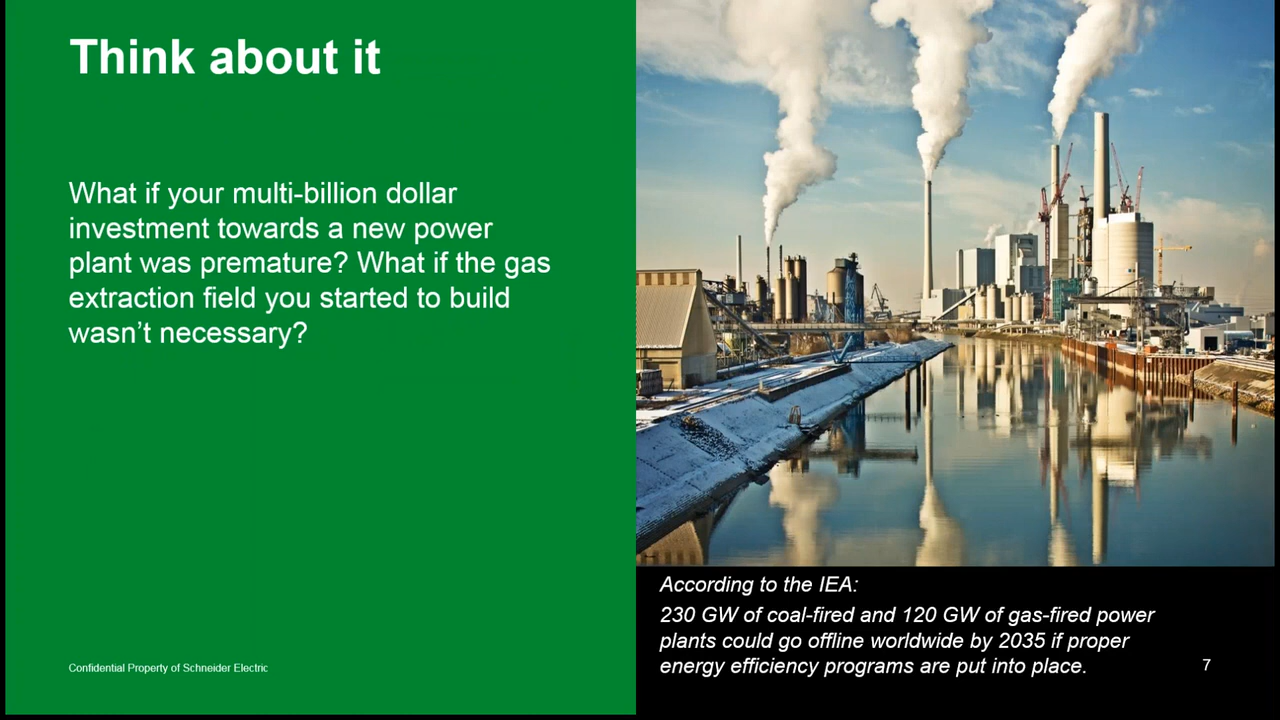 Think about it
What if your multi-billion dollar
investment towards a new power
plant was premature? What if the gas
extraction field you started to build
wasn’t necessary?
According to the IEA:
230 GW of coal-fired and 120 GW of gas-fired power
plants could go offline worldwide by 2035 if proper
energy efficiency programs are put into place.
Confidential Property of Schneider Electric
7